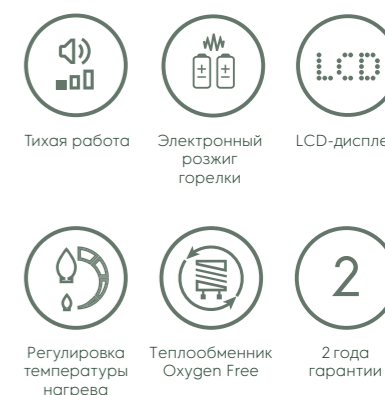 LCD
Тихая работа
Электронный
розжиг
горелки
LCD-диспле
2
Регулировка
температуры
нагрева
Теплообменник
Oxygen Free
2 года
гарантии